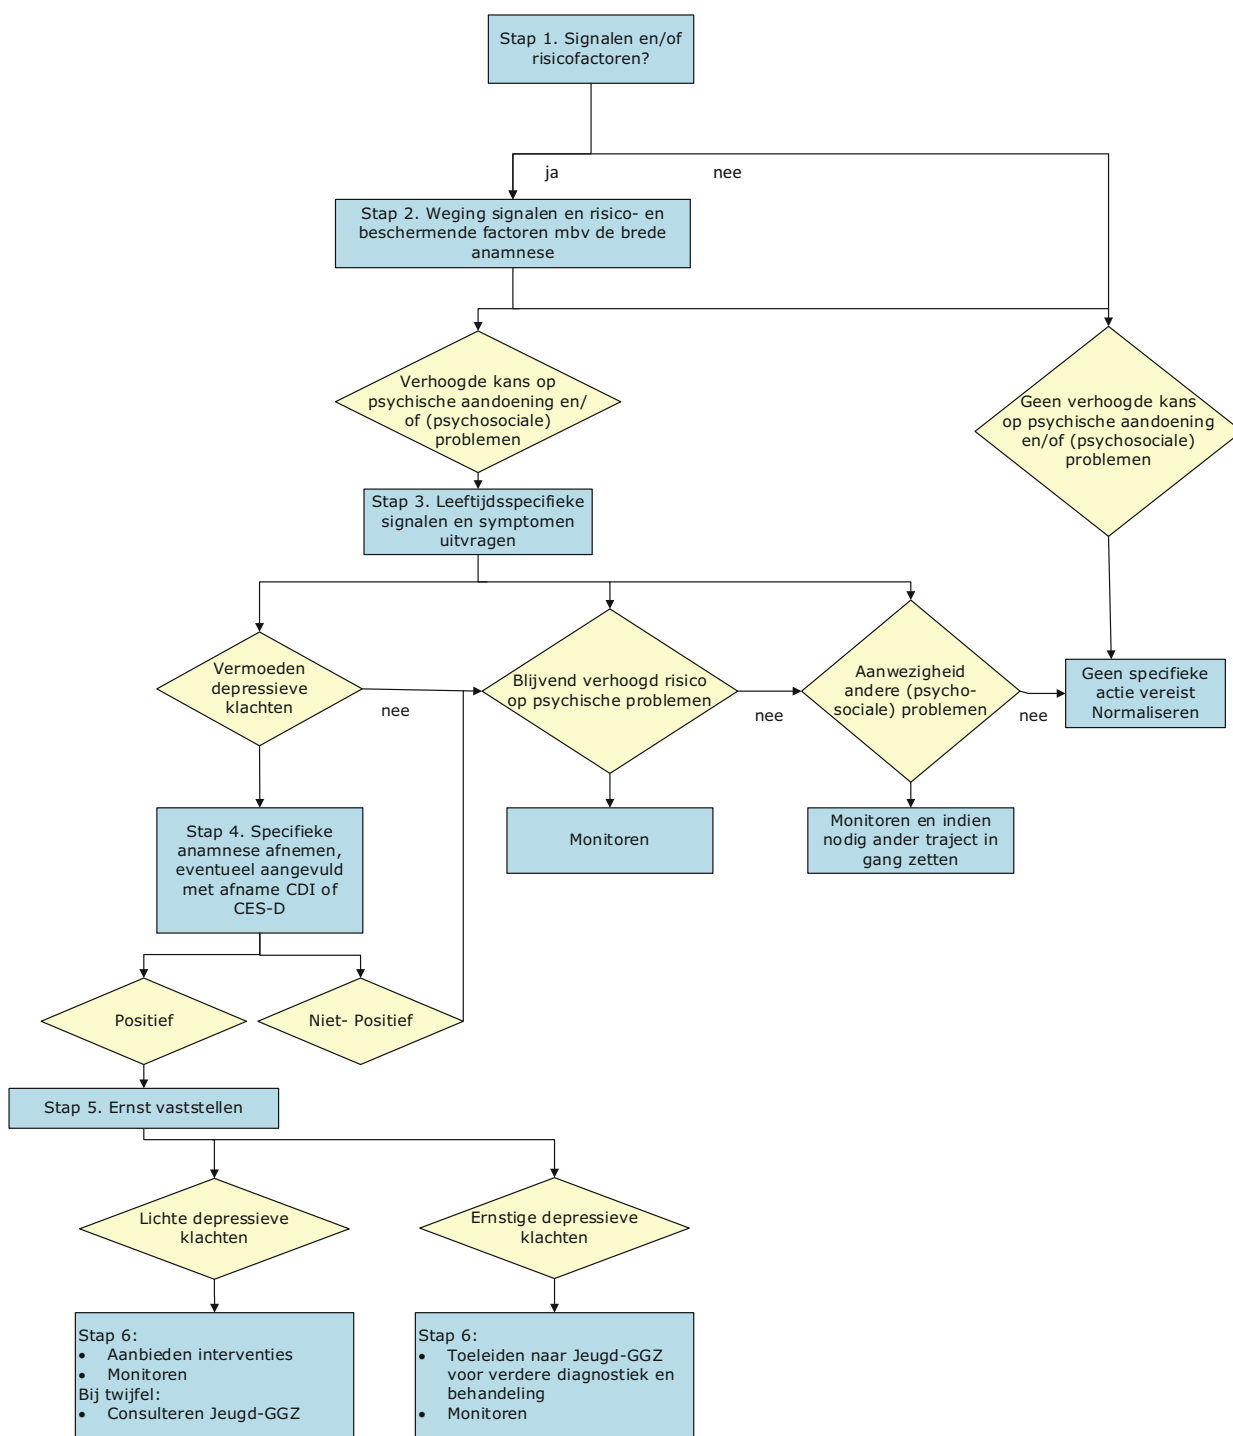 Stap 1. Signalen en/of
risicofactoren?
ja
nee
Stap 2. Weging signalen en risico- en
beschermende factoren mbv de brede
anamnese
Verhoogde kans op
psychische aandoening en/
of (psychosociale)
problemen
Geen verhoogde kans
op psychische aandoening
en/of (psychosociale)
problemen
Stap 3. Leeftijdsspecifieke
signalen en symptomen
uitvragen
Vermoeden
depressieve
klachten
nee
Blijvend verhoogd risico
op psychische problemen
nee
Aanwezigheid
andere (psycho-
sociale) problemen
nee
Geen specifieke
actie vereist
Normaliseren
Stap 4. Specifieke
anamnese afnemen,
eventueel aangevuld
met afname CDI of
CES-D
Monitoren
Monitoren en indien
nodig ander traject in
gang zetten
Positief
Niet- Positief
Stap 5. Ernst vaststellen
Lichte depressieve
klachten
Ernstige depressieve
klachten
Stap 6:
• Aanbieden interventies
• Monitoren
Bij twijfel:
• Consulteren Jeugd-GGZ
Stap 6:
• Toeleiden naar Jeugd-GGZ
voor verdere diagnostiek en
behandeling
• Monitoren